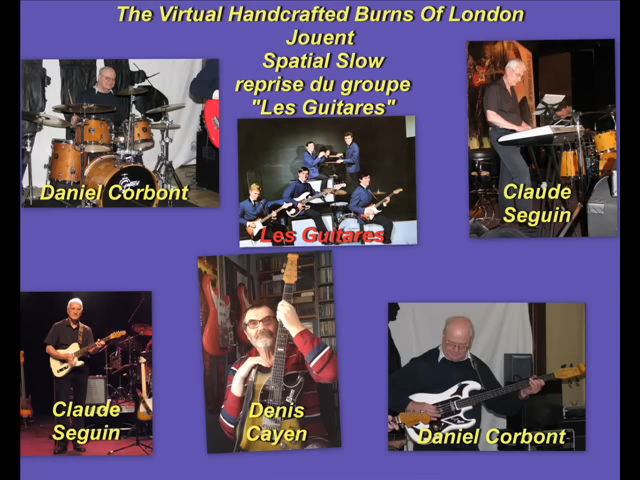 The Virtual Handcrafted Burns Of London
Jouent
Spatial Slow
reprise du groupe
"Les Guitares"
Daniel Corbont
Claude
Seguin
Les Guitares
Claude
Seguin
Denis
Cayen
Daniel Corbont